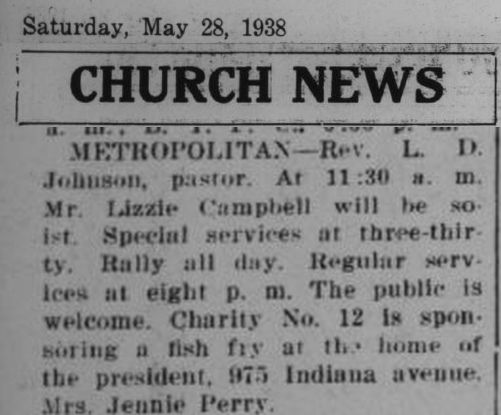 Saturday, May 28, 1938
CHURCH NEWS
a. m., B. Y. P. U., 6:00 p. m.
METROPOLITAN—Rev. L. D.
Johnson, pastor. At 11:30 a. m.
Mr. Lizzie Campbell will be so-
ist. Special services at three-thir-
ty. Rally all day. Regular serv-
ices at eight p. m. The public is
welcome. Charity No. 12 is spon-
soring a fish fry at the home of
the president, 975 Indiana avenue.
Mrs. Jennie Perry.